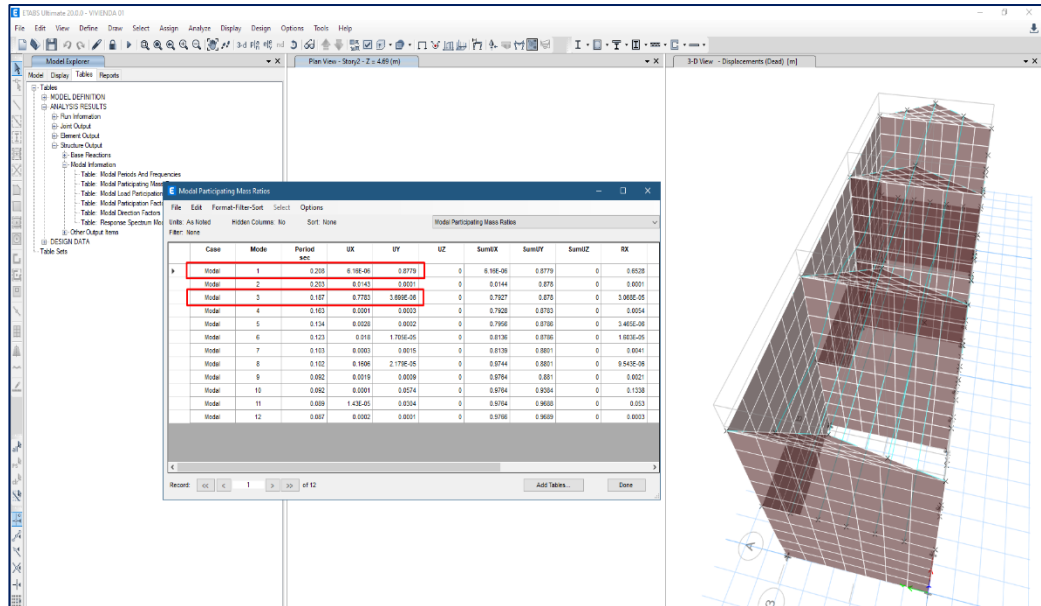 ETABS Ultimate 20.0.0 - VIVIENDA 01
File Edit View Define Draw Select Assign Analyze Display Design Options Tools Help
Model Explorer
Plan View - Story2 - Z = 4.69 (m)
3-D View - Displacements (Dead) [m]
Model Display Tables Reports
Tables
MODEL DEFINITION
ANALYSIS RESULTS
Run Information
Joint Output
Element Output
Structure Output
Base Reactions
Modal Information
Table: Modal Periods And Frequencies
Table: Modal Participating Mass
Table: Modal Load Participation
Table: Modal Participation Fact
Table: Modal Direction Factors
Table: Response Spectrum Mo
Other Output Items
DESIGN DATA
Table Sets
Modal Participating Mass Ratios
File Edit Format-Filter-Sort Select Options
Units: As Noted Hidden Columns: No Sort: None Modal Participating Mass Ratios
Filter: None
Case Mode Period UX UY UZ SumUX SumUY SumUZ RX
sec
Modal 1 0.208 6.16E-06 0.8779 0 6.16E-06 0.8779 0 0.6528
Modal 2 0.203 0.0143 0.0001 0 0.0144 0.878 0 0.0001
Modal 3 0.187 0.7783 3.699E-06 0 0.7927 0.878 0 3.068E-05
Modal 4 0.163 0.0001 0.0003 0 0.7928 0.8783 0 0.0054
Modal 5 0.134 0.0028 0.0002 0 0.7956 0.8786 0 3.465E-06
Modal 6 0.123 0.018 1.705E-05 0 0.8136 0.8786 0 1.903E-05
Modal 7 0.103 0.0003 0.0015 0 0.8139 0.8801 0 0.0041
Modal 8 0.102 0.1606 2.179E-05 0 0.9744 0.8801 0 9.543E-06
Modal 9 0.092 0.0019 0.0009 0 0.9764 0.881 0 0.0021
Modal 10 0.092 0.0001 0.0574 0 0.9764 0.9384 0 0.1338
Modal 11 0.089 1.43E-05 0.0304 0 0.9764 0.9688 0 0.053
Modal 12 0.087 0.0002 0.0001 0 0.9766 0.9689 0 0.0003
Record: << < 1 > >> of 12 Add Tables... Done
A
B